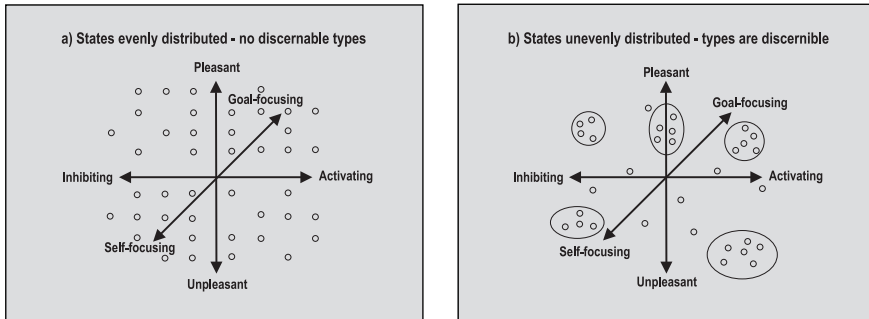 a) States evenly distributed - no discernable types
Pleasant
Goal-focusing
Inhibiting
Activating
Self-focusing
Unpleasant
b) States unevenly distributed - types are discernible
Pleasant
Goal-focusing
Inhibiting
Activating
Self-focusing
Unpleasant